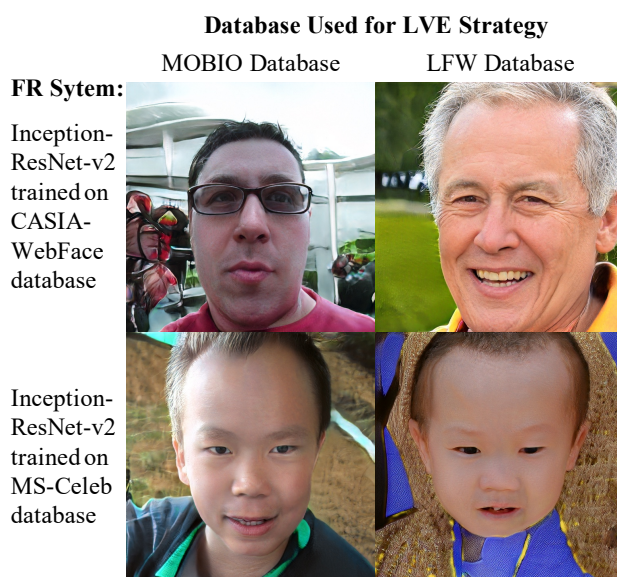 Database Used for LVE Strategy
MOBIO Database
LFW Database
FR Sytem:
Inception-
ResNet-v2
trained on
CASIA-
WebFace
database
Inception-
ResNet-v2
trained on
MS-Celeb
database